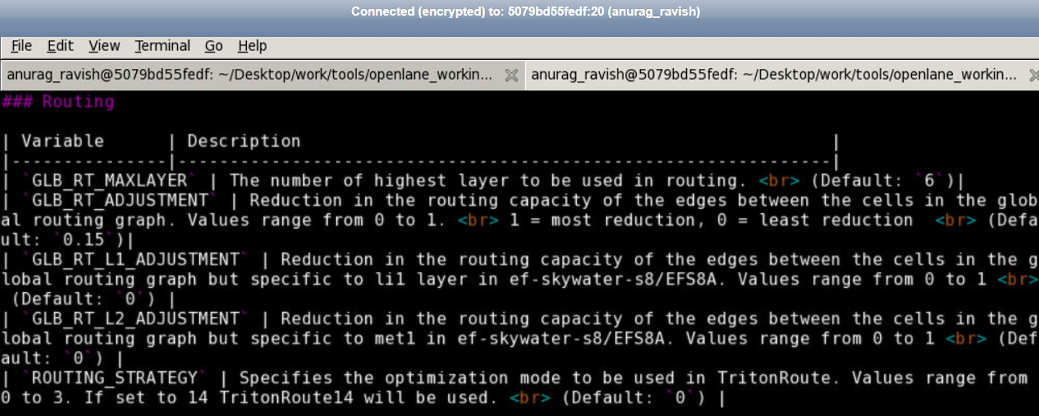 Connected (encrypted) to: 5079bd55fedf:20 (anurag_ravish)
File Edit View Terminal Go Help
anurag_ravish@5079bd55fedf: ~/Desktop/work/tools/openlane_workin... anurag_ravish@5079bd55fedf: ~/Desktop/work/tools/openlane_workin...
### Routing
| Variable      | Description                                                   |
|---------------|---------------------------------------------------------------|
| `GLB_RT_MAXLAYER` | The number of highest layer to be used in routing. <br> (Default: `6`)|
| `GLB_RT_ADJUSTMENT` | Reduction in the routing capacity of the edges between the cells in the glob
al routing graph. Values range from 0 to 1. <br> 1 = most reduction, 0 = least reduction  <br> (Defa
ult: `0.15`)|
| `GLB_RT_L1_ADJUSTMENT` | Reduction in the routing capacity of the edges between the cells in the g
lobal routing graph but specific to li1 layer in ef-skywater-s8/EFS8A. Values range from 0 to 1 <br>
 (Default: `0`) |
| `GLB_RT_L2_ADJUSTMENT` | Reduction in the routing capacity of the edges between the cells in the g
lobal routing graph but specific to met1 in ef-skywater-s8/EFS8A. Values range from 0 to 1 <br> (Def
ault: `0`) |
| `ROUTING_STRATEGY` | Specifies the optimization mode to be used in TritonRoute. Values range from
0 to 3. If set to 14 TritonRoute14 will be used. <br> (Default: `0`) |